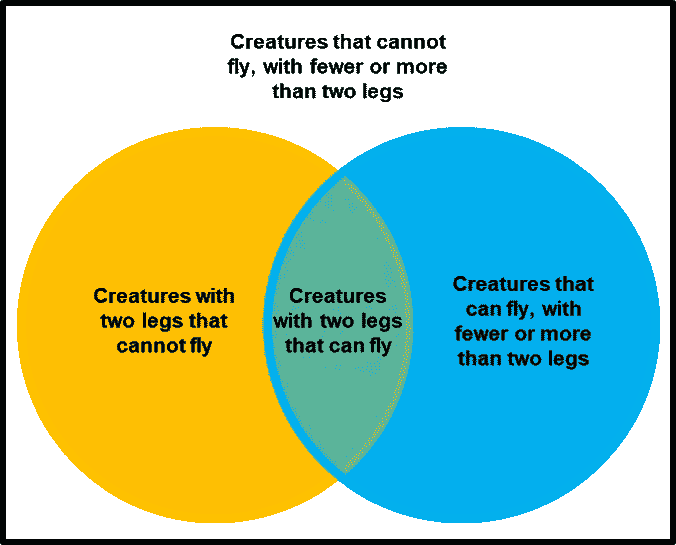 Creatures that cannot
fly, with fewer or more
than two legs
Creatures with
two legs that
cannot fly
Creatures
with two legs
that can fly
Creatures that
can fly, with
fewer or more
than two legs